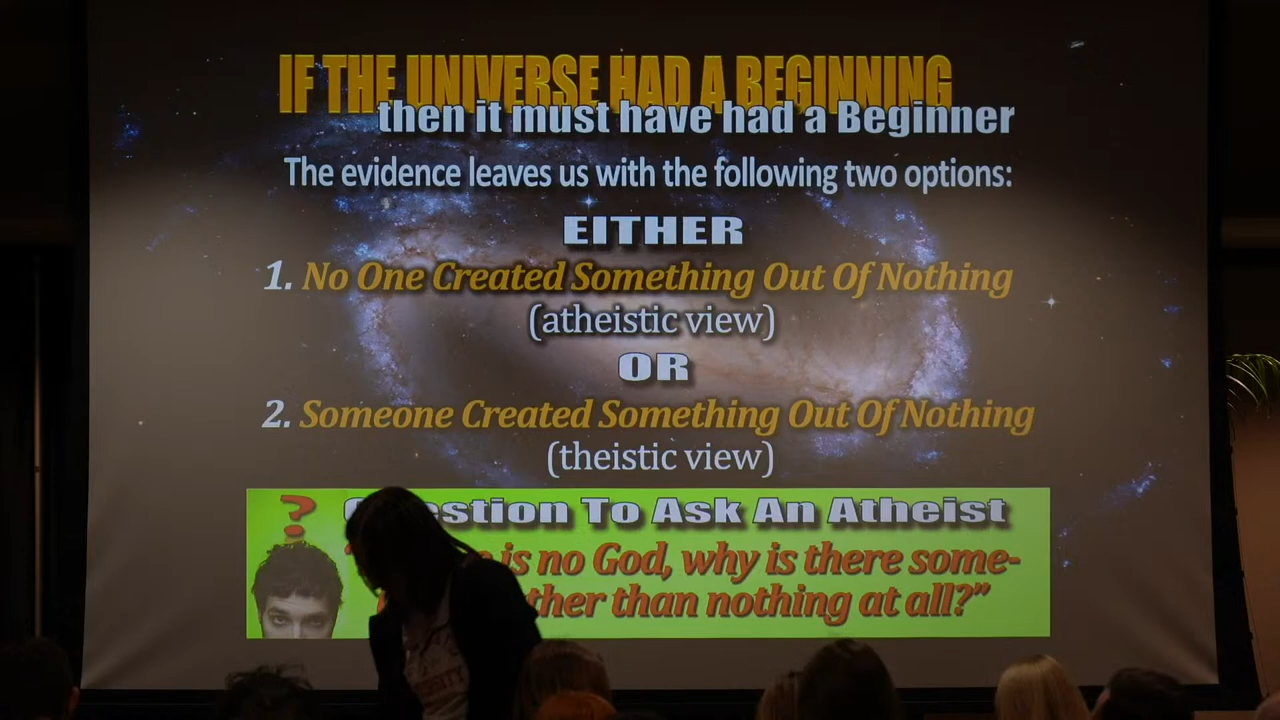 IF THE UNIVERSE HAD A BEGINNING
then it must have had a Beginner
The evidence leaves us with the following two options:
EITHER
1. No One Created Something Out Of Nothing
(atheistic view)
OR
2. Someone Created Something Out Of Nothing
(theistic view)
? To Ask An Atheist
is no God, why is there some-
than nothing at all?”